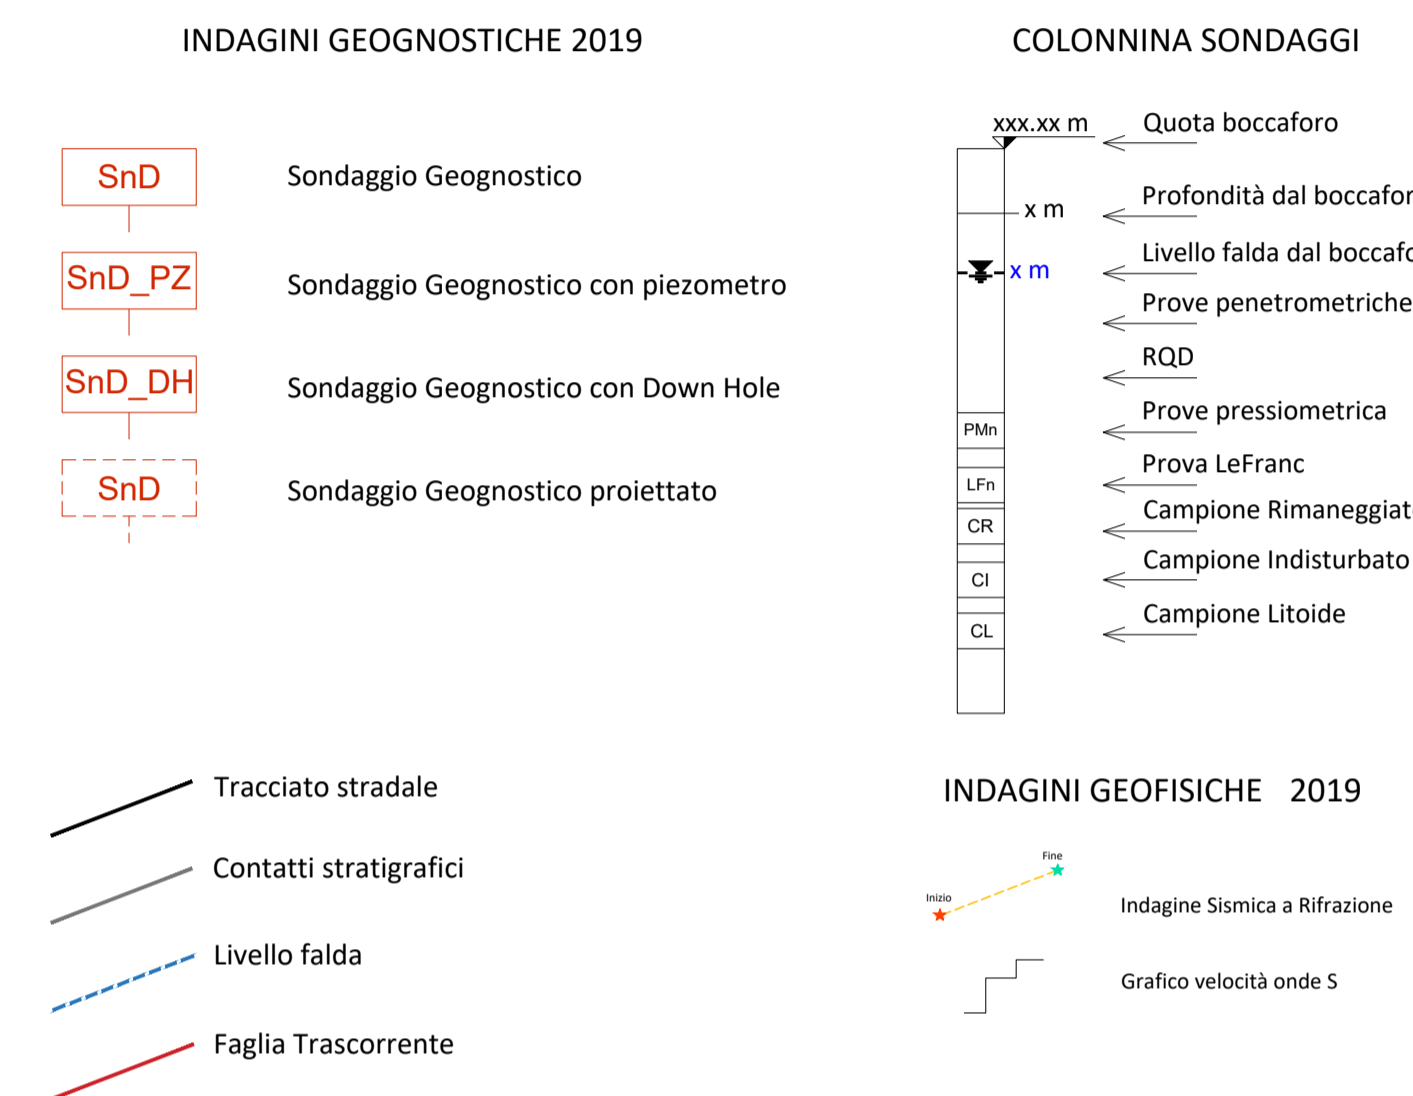 INDAGINI GEOGNOSTICHE 2019
SnD Sondaggio Geognostico
SnD_PZ Sondaggio Geognostico con piezometro
SnD_DH Sondaggio Geognostico con Down Hole
SnD Sondaggio Geognostico proiettato
COLONNINA SONDAGGI
xxx.xx m Quota boccaforo
x m Profondità dal boccafor
x m Livello falda dal boccafo
Prove penetrometriche
RQD
PMn Prove pressiometrica
LFn Prova LeFranc
CR Campione Rimaneggiat
CI Campione Indisturbato
CL Campione Litoide
Tracciato stradale
Contatti stratigrafici
Livello falda
Faglia Trascorrente
INDAGINI GEOFISICHE 2019
Fine
Inizio
Indagine Sismica a Rifrazione
Grafico velocità onde S